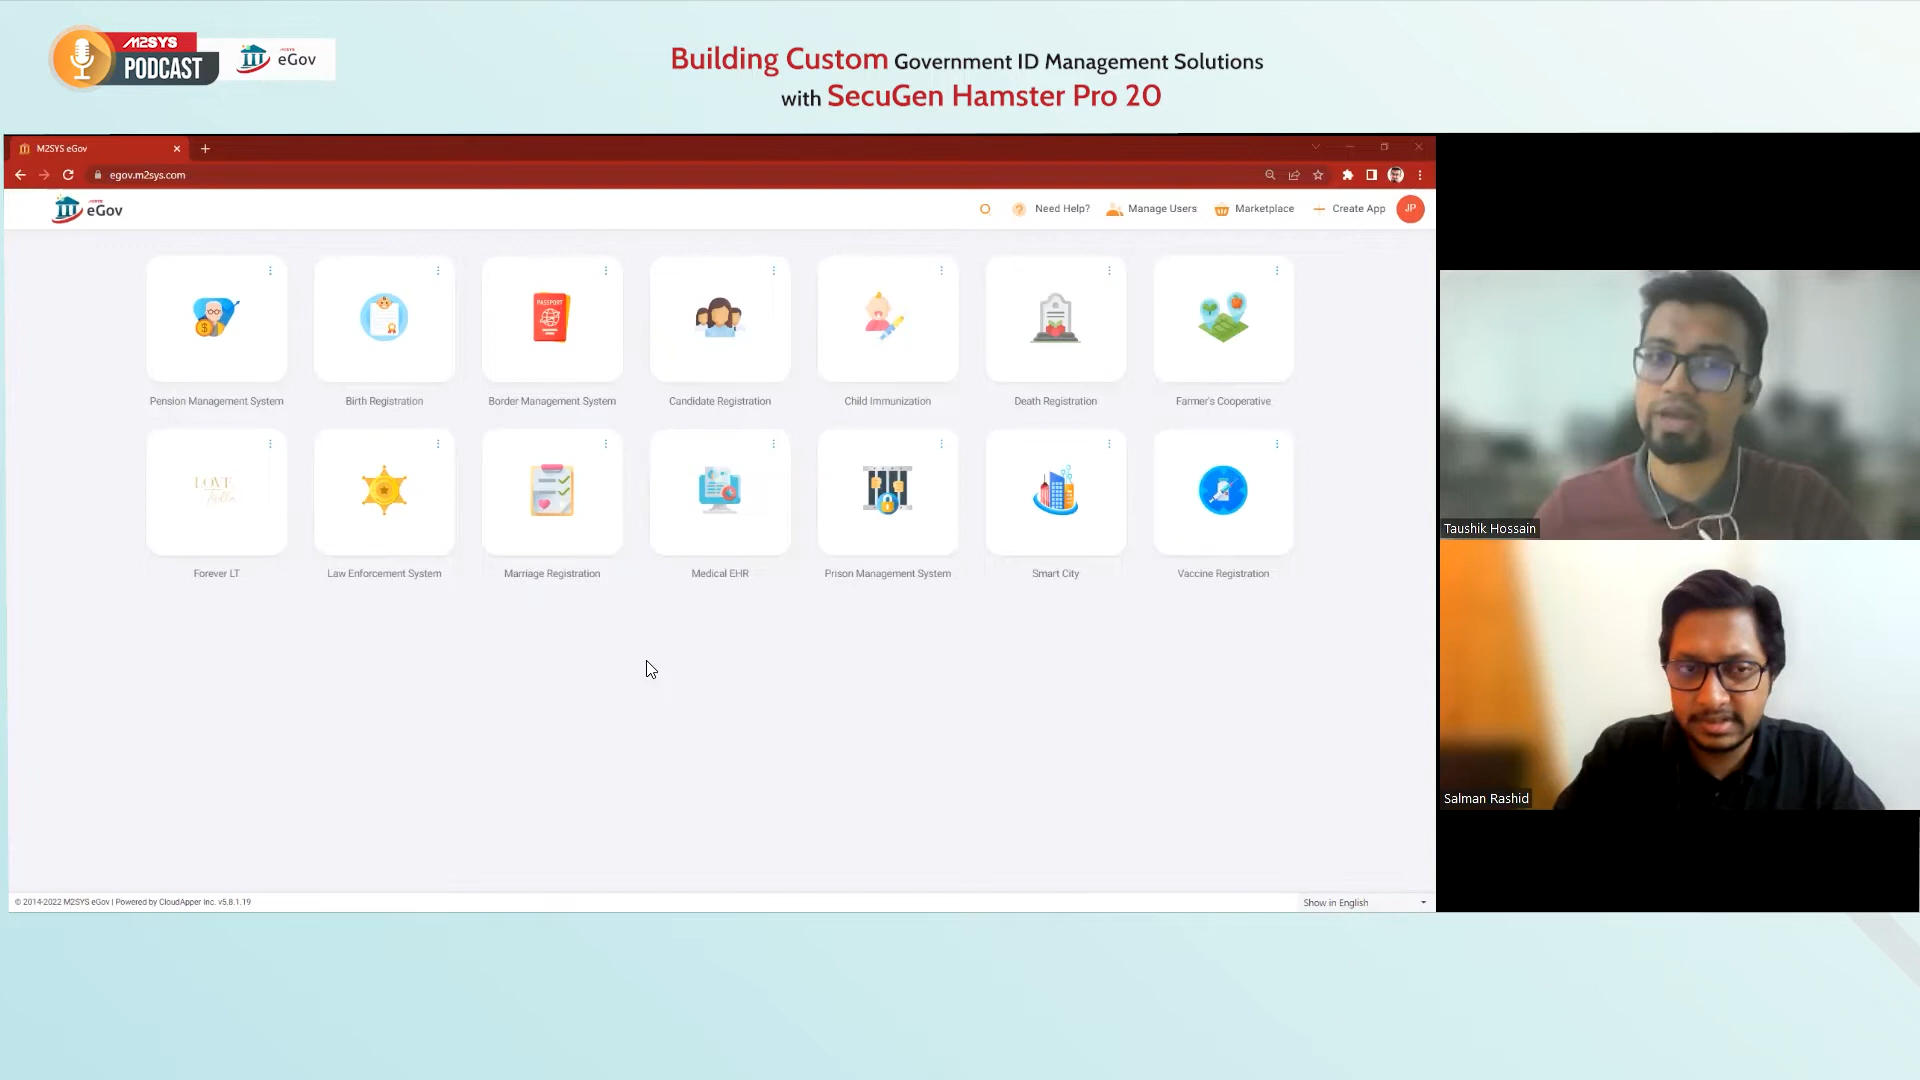 M2SYS
PODCAST
M2SYS
eGov
Building Custom Government ID Management Solutions
with SecuGen Hamster Pro 20
M2SYS eGov
egov.m2sys.com
M2SYS
eGov
Need Help?
Manage Users
Marketplace
Create App
JP
PASSPORT
Pension Management System
Birth Registration
Border Management System
Candidate Registration
Child Immunization
Death Registration
Farmer's Cooperative
LOVE
Forever LT
Law Enforcement System
Marriage Registration
Medical EHR
Prison Management System
Smart City
Vaccine Registration
Taushik Hossain
Salman Rashid
© 2014-2022 M2SYS eGov | Powered by CloudApper Inc. v5.8.1.19
Show in English